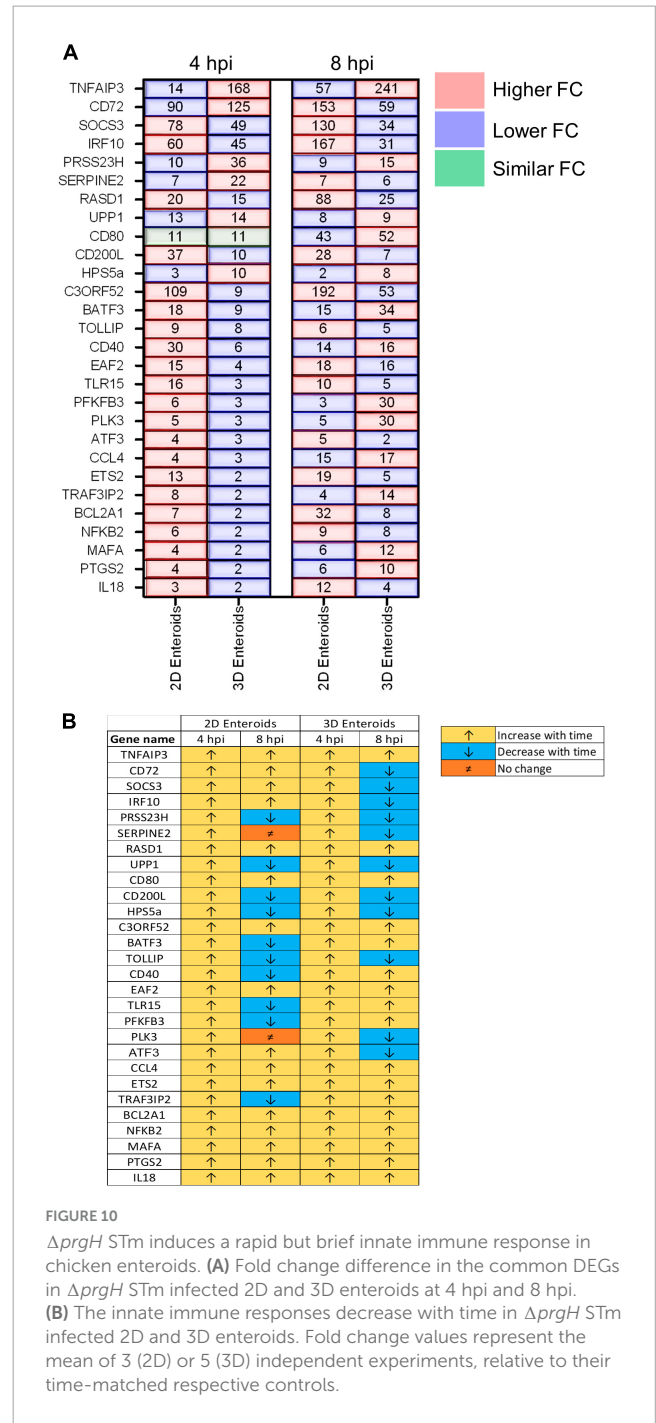 A
4 hpi 8 hpi
TNFAIP3 14 168 57 241
CD72 90 125 153 59
SOCS3 78 49 130 34
IRF10 60 45 167 31
PRSS23H 10 36 9 15
SERPINE2 7 22 7 6
RASD1 20 15 88 25
UPP1 13 14 8 9
CD80 11 11 43 52
CD200L 37 10 28 7
HPS5a 3 10 2 8
C3ORF52 109 9 192 53
BATF3 18 9 15 34
TOLLIP 9 8 6 5
CD40 30 6 14 16
EAF2 15 4 18 16
TLR15 16 4 10 5
PFKFB3 6 3 3 30
PLK3 5 3 5 30
ATF3 4 3 5 2
CCL4 4 3 15 17
ETS2 13 2 19 5
TRAF3IP2 8 2 4 14
BCL2A1 7 2 32 8
NFKB2 6 2 9 8
MAFA 4 2 6 12
PTGS2 4 2 6 10
IL18 3 2 12 4
2D Enteroids 3D Enteroids 2D Enteroids 3D Enteroids
Higher FC
Lower FC
Similar FC
B
2D Enteroids 3D Enteroids
Gene name 4 hpi 8 hpi 4 hpi 8 hpi
TNFAIP3 ↑ ↑ ↑ ↑
CD72 ↑ ↑ ↑ ↓
SOCS3 ↑ ↑ ↑ ↓
IRF10 ↑ ↑ ↑ ↓
PRSS23H ↑ ↓ ↑ ↓
SERPINE2 ↑ ≠ ↑ ↓
RASD1 ↑ ↑ ↑ ↑
UPP1 ↑ ↓ ↑ ↓
CD80 ↑ ↑ ↑ ↑
CD200L ↑ ↓ ↑ ↓
HPS5a ↑ ↓ ↑ ↓
C3ORF52 ↑ ↑ ↑ ↑
BATF3 ↑ ↓ ↑ ↑
TOLLIP ↑ ↓ ↑ ↓
CD40 ↑ ↓ ↑ ↑
EAF2 ↑ ↑ ↑ ↑
TLR15 ↑ ↓ ↑ ↑
PFKFB3 ↑ ↓ ↑ ↑
PLK3 ↑ ≠ ↑ ↓
ATF3 ↑ ↑ ↑ ↓
CCL4 ↑ ↑ ↑ ↑
ETS2 ↑ ↑ ↑ ↑
TRAF3IP2 ↑ ↓ ↑ ↑
BCL2A1 ↑ ↑ ↑ ↑
NFKB2 ↑ ↑ ↑ ↑
MAFA ↑ ↑ ↑ ↑
PTGS2 ↑ ↑ ↑ ↑
IL18 ↑ ↑ ↑ ↑
↑ Increase with time
↓ Decrease with time
≠ No change
FIGURE 10
ΔprgH STm induces a rapid but brief innate immune response in
chicken enteroids. (A) Fold change difference in the common DEGs
in ΔprgH STm infected 2D and 3D enteroids at 4 hpi and 8 hpi.
(B) The innate immune responses decrease with time in ΔprgH STm
infected 2D and 3D enteroids. Fold change values represent the
mean of 3 (2D) or 5 (3D) independent experiments, relative to their
time-matched respective controls.